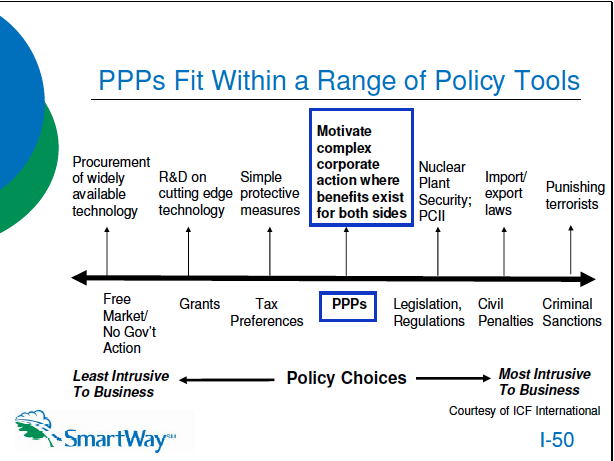 PPPs Fit Within a Range of Policy Tools
Procurement
of widely
available
technology
R&D on
cutting edge
technology
Simple
protective
measures
Motivate
complex
corporate
action where
benefits exist
for both sides
Nuclear
Plant
Security;
PCII
Import/
export
laws
Punishing
terrorists
Free
Market/
No Gov't
Action
Grants
Tax
Preferences
PPPs
Legislation,
Regulations
Civil
Penalties
Criminal
Sanctions
Least Intrusive
To Business
Policy Choices
Most Intrusive
To Business
Courtesy of ICF International
SmartWay℠
I-50